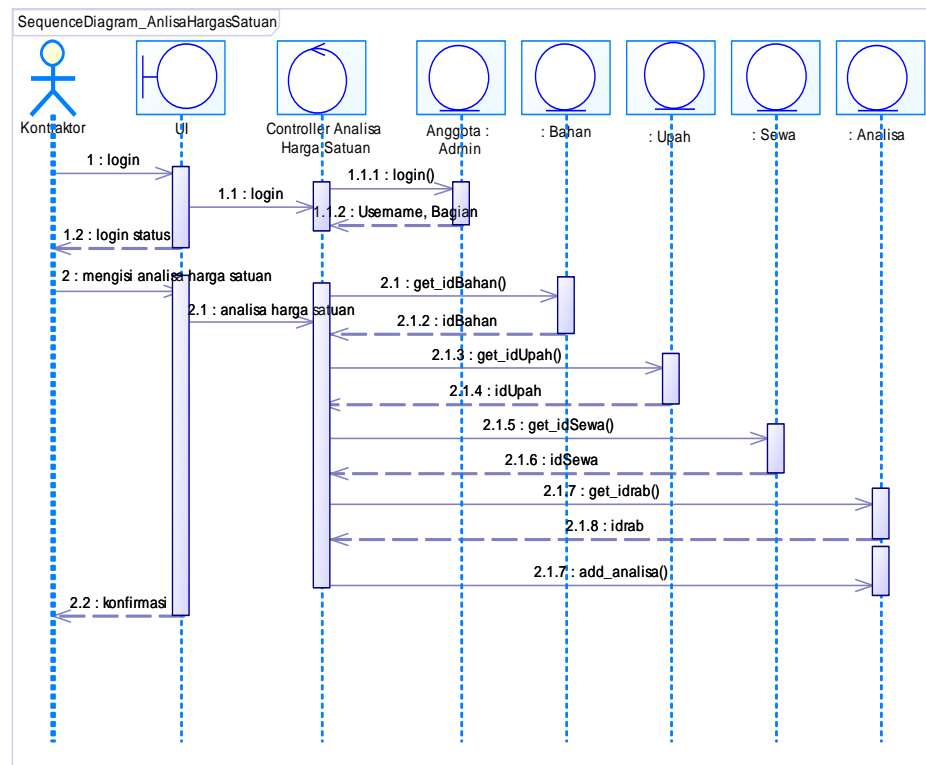 SequenceDiagram_AnlisaHargasSatuan
Kontraktor
UI
Controller Analisa
Harga Satuan
Anggota :
Admin
: Bahan
: Upah
: Sewa
: Analisa
1 : login
1.1.1 : login()
1.1 : login
1.1.2 : Username, Bagian
1.2 : login status
2 : mengisi analisa harga satuan
2.1 : get_idBahan()
2.1 : analisa harga satuan
2.1.2 : idBahan
2.1.3 : get_idUpah()
2.1.4 : idUpah
2.1.5 : get_idSewa()
2.1.6 : idSewa
2.1.7 : get_idrab()
2.1.8 : idrab
2.1.7 : add_analisa()
2.2 : konfirmasi